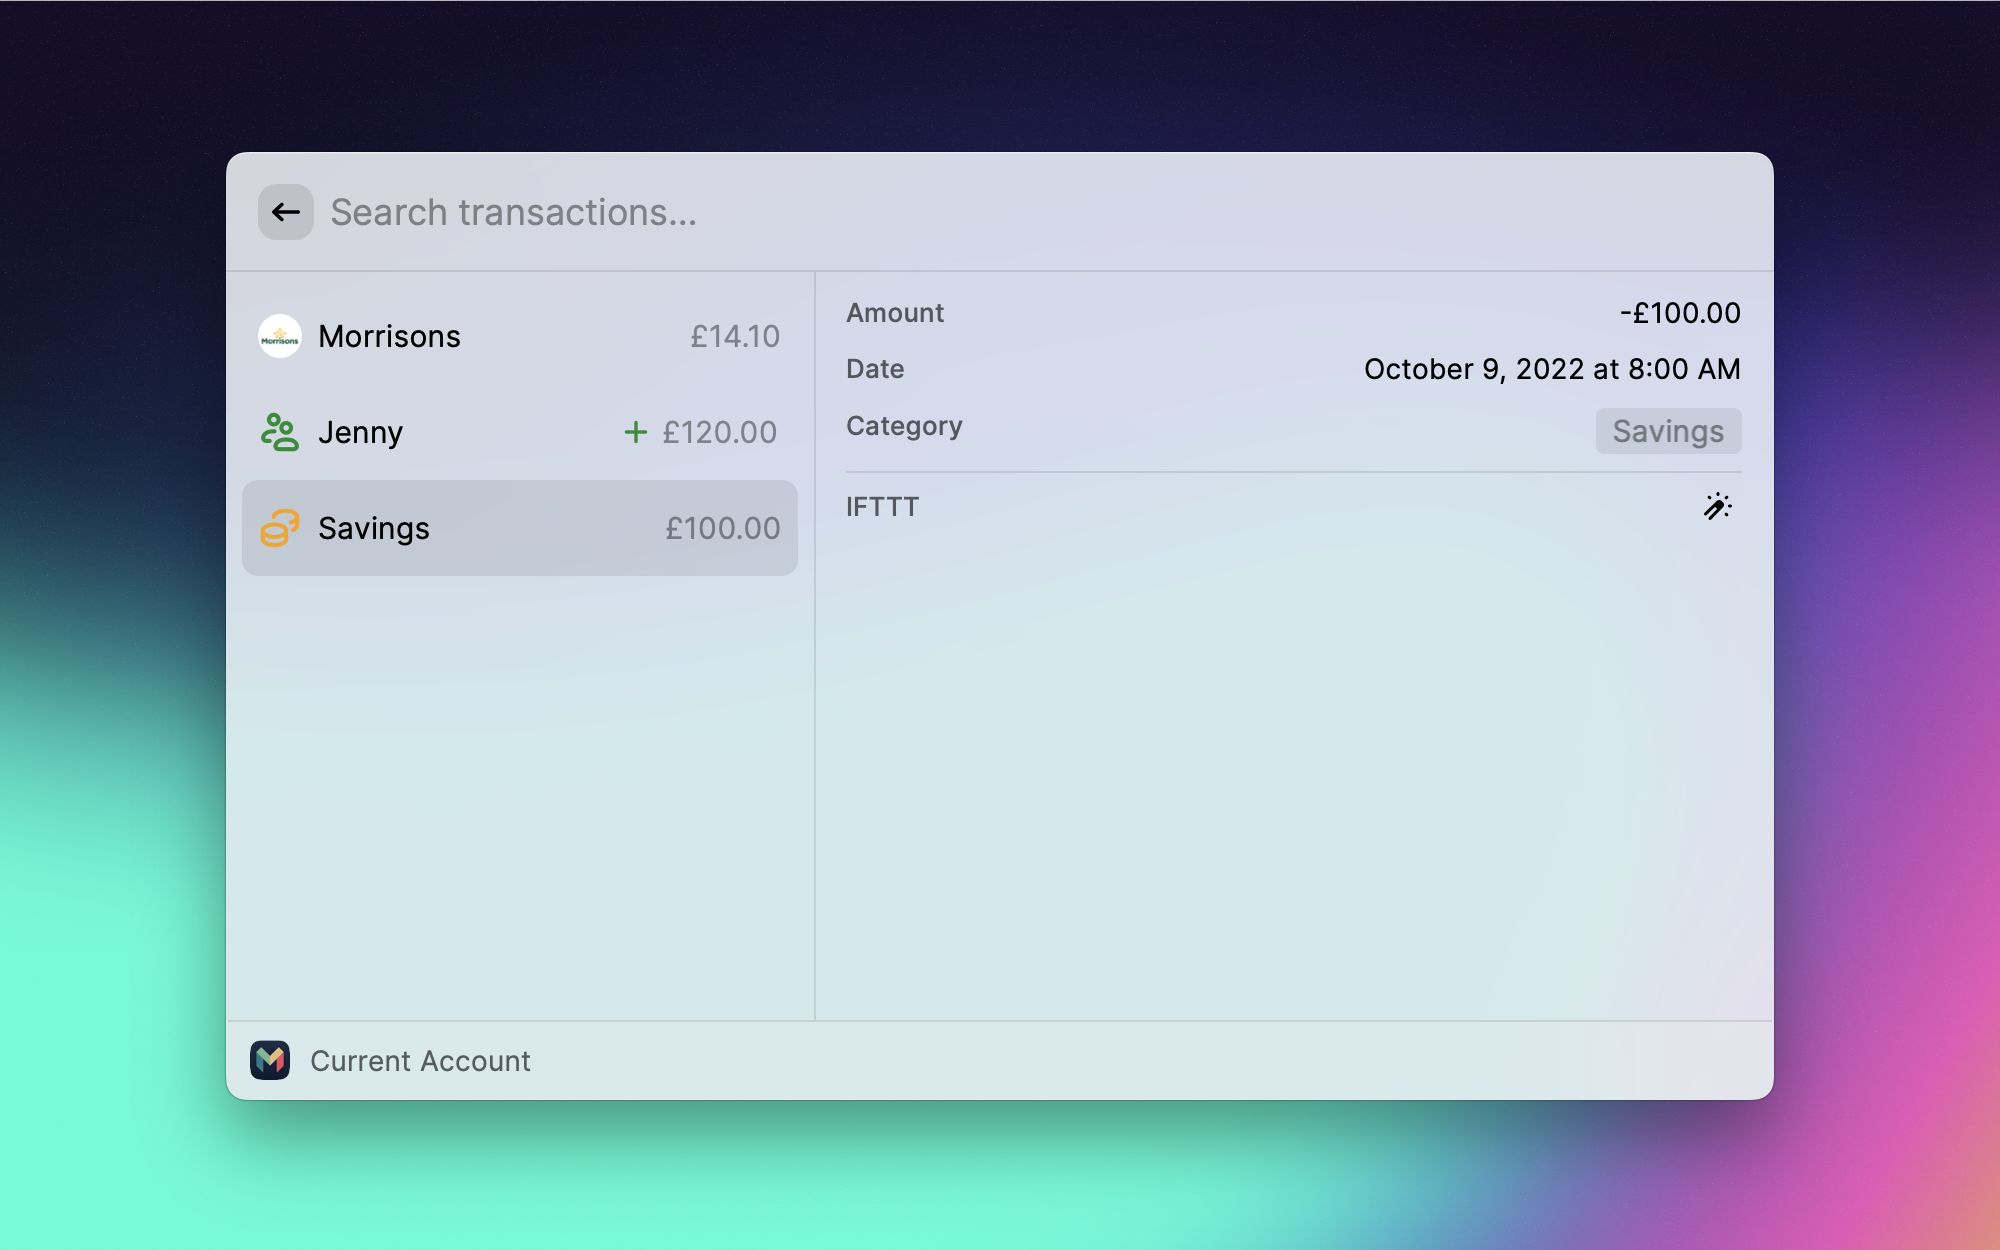 Search transactions...
Morrisons
Morrisons £14.10
Jenny + £120.00
Savings £100.00
Amount -£100.00
Date October 9, 2022 at 8:00 AM
Category Savings
IFTTT
Current Account